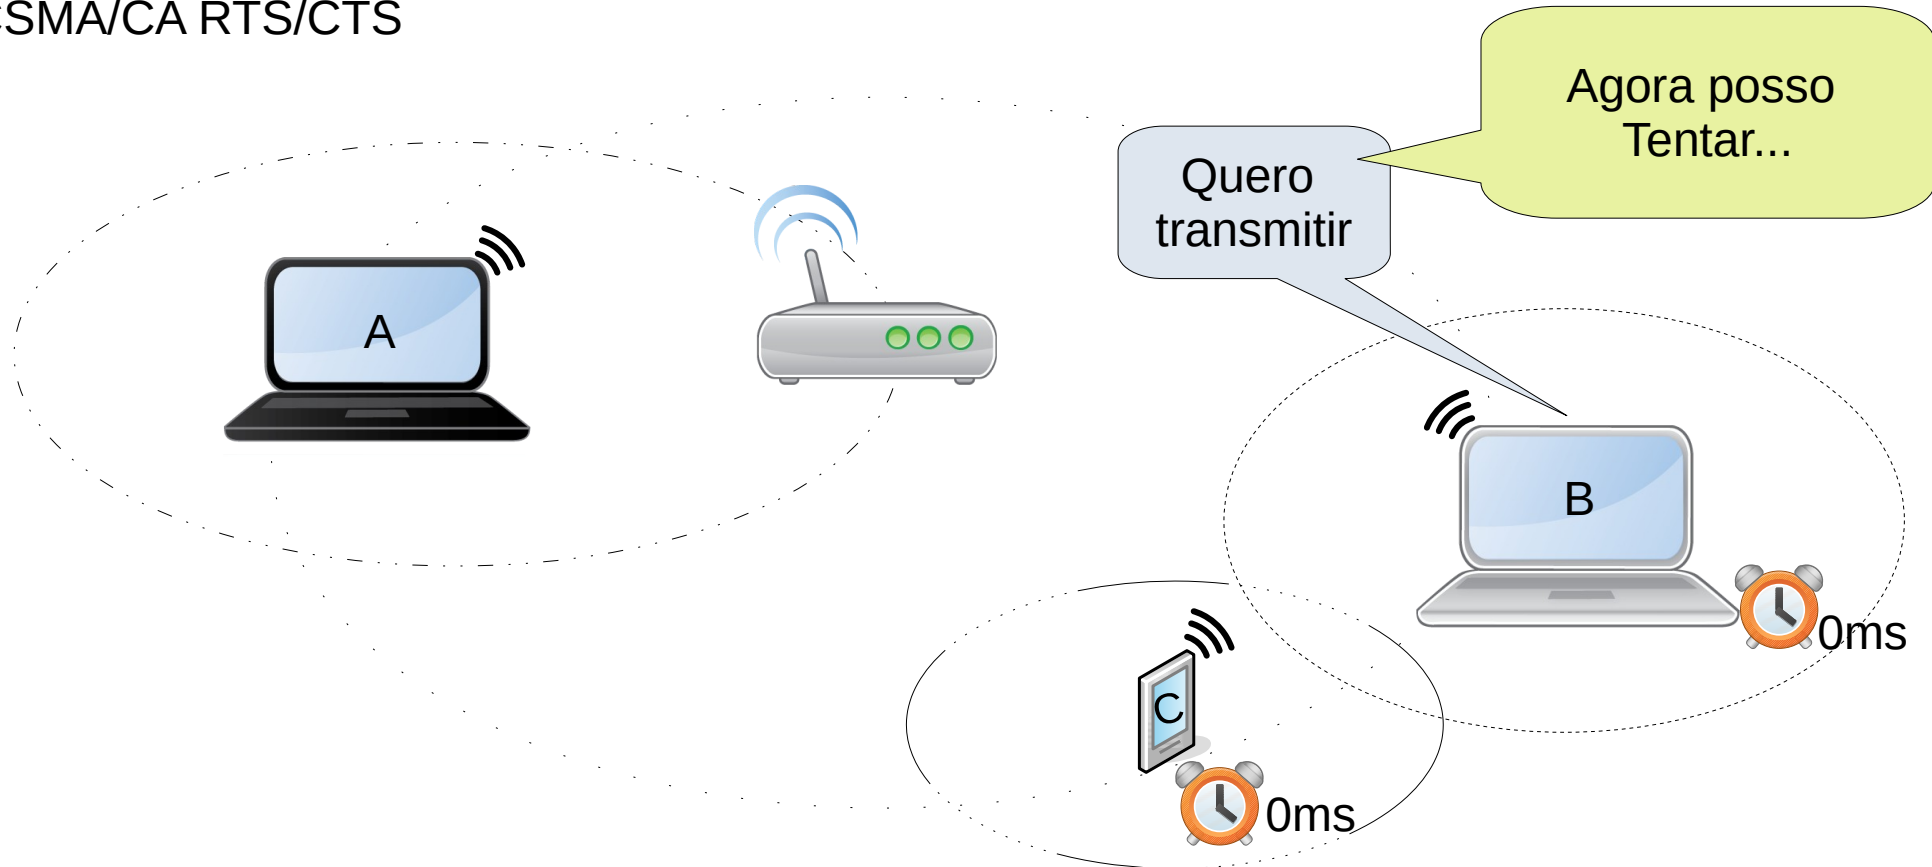 CSMA/CA RTS/CTS
Agora posso
Tentar...
Quero
transmitir
A
B
0ms
C
0ms